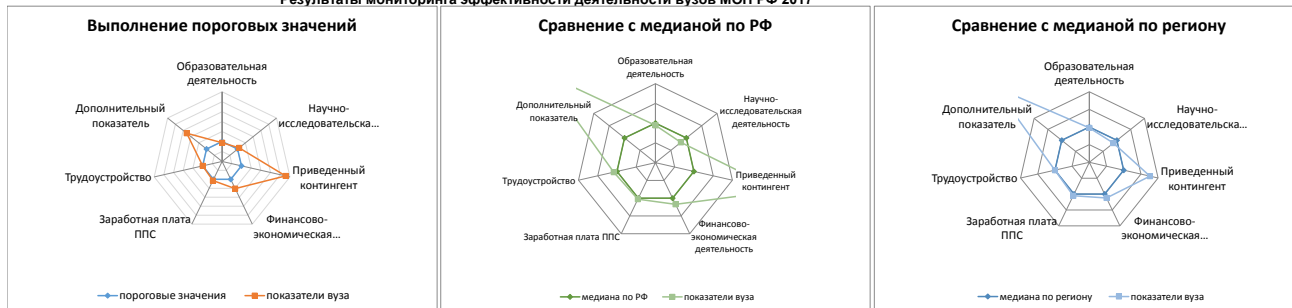 Результаты мониторинга эффективности деятельности вузов МОН РФ 2017
Выполнение пороговых значений
Образовательная
деятельность
Научно-
исследовательска...
Приведенный
контингент
Финансово-
экономическая...
Заработная плата
ППС
Трудоустройство
Дополнительный
показатель
пороговые значения
показатели вуза
Сравнение с медианой по РФ
Образовательная
деятельность
Научно-
исследовательская
деятельность
Приведенный
контингент
Финансово-
экономическая
деятельность
Заработная плата ППС
Трудоустройство
Дополнительный
показатель
медиана по РФ
показатели вуза
Сравнение с медианой по региону
Образовательная
деятельность
Научно-
исследовательска...
Приведенный
контингент
Финансово-
экономическая...
Заработная плата
ППС
Трудоустройство
Дополнительный
показатель
медиана по региону
показатели вуза